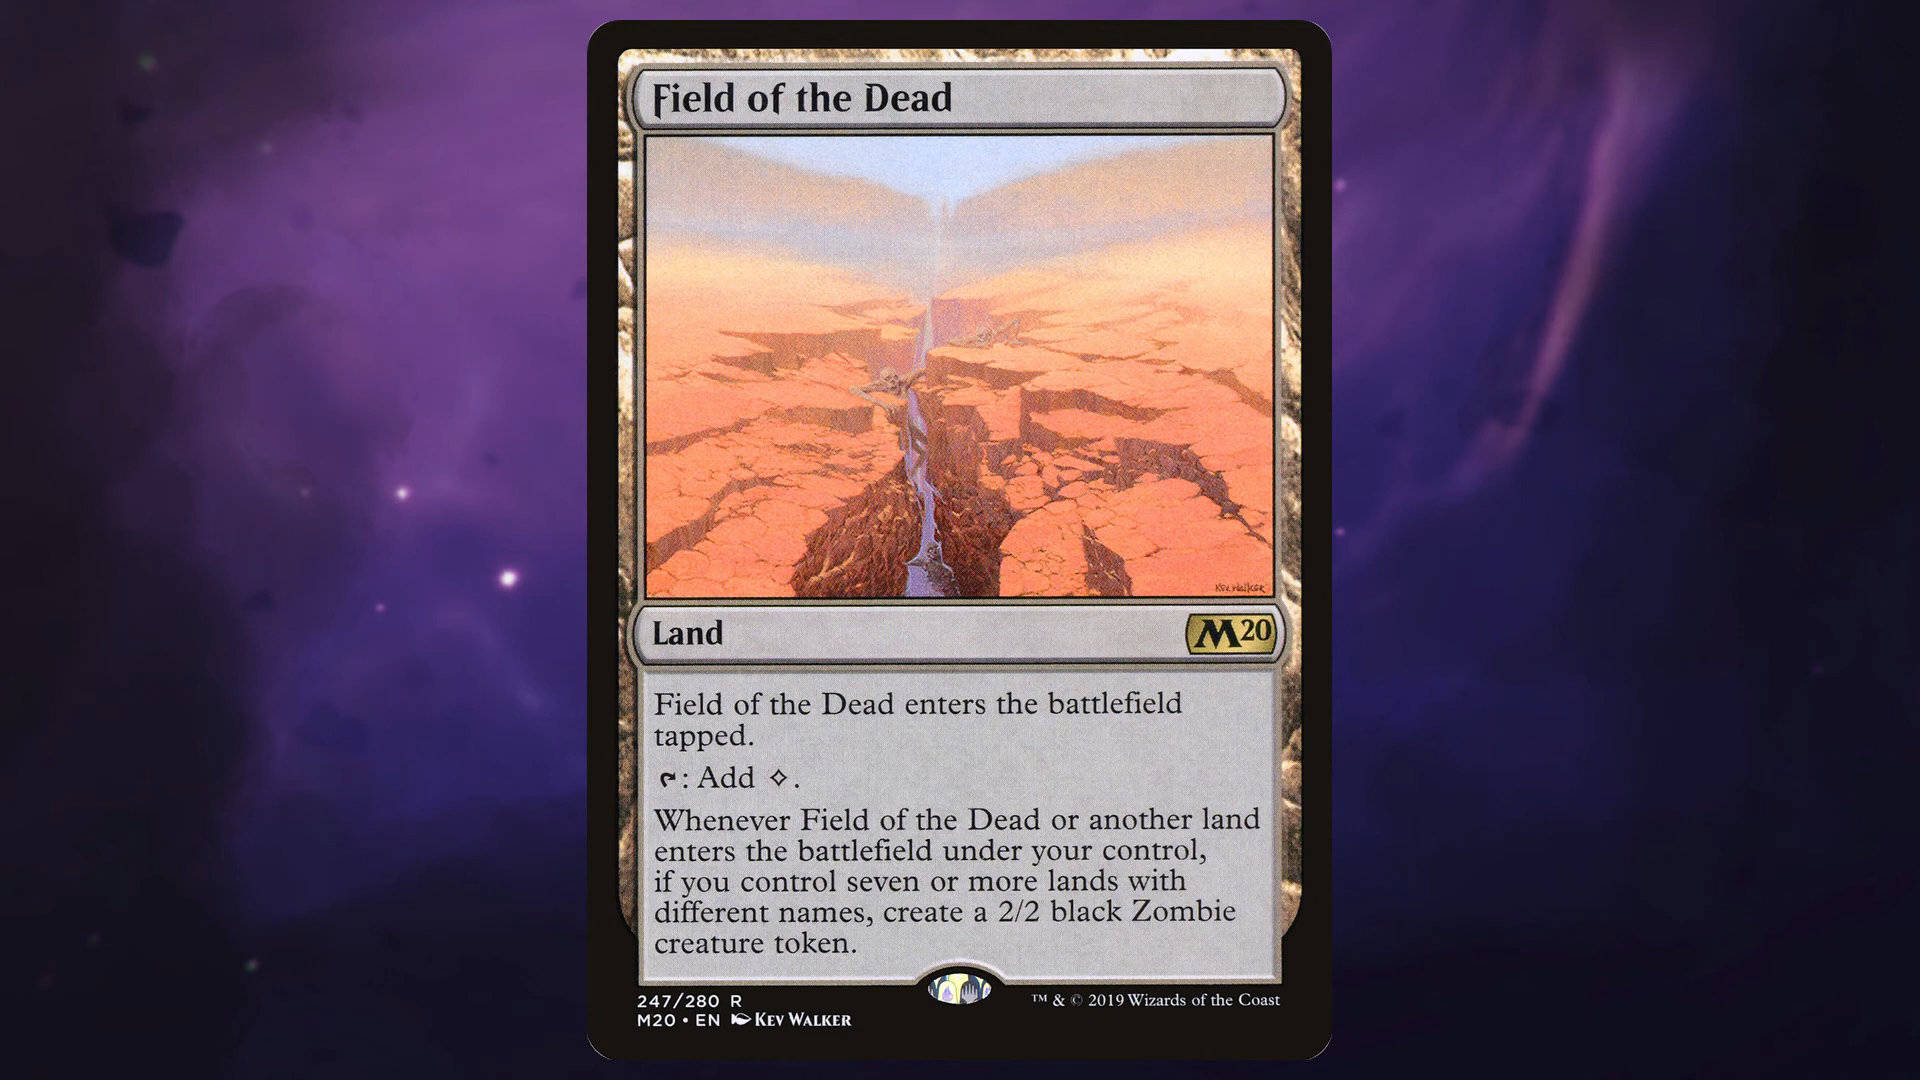 Field of the Dead
Kev Walker
Land
M20
Field of the Dead enters the battlefield
tapped.
: Add .
Whenever Field of the Dead or another land
enters the battlefield under your control,
if you control seven or more lands with
different names, create a 2/2 black Zombie
creature token.
247/280 R
™ & © 2019 Wizards of the Coast
M20 • EN Kev Walker